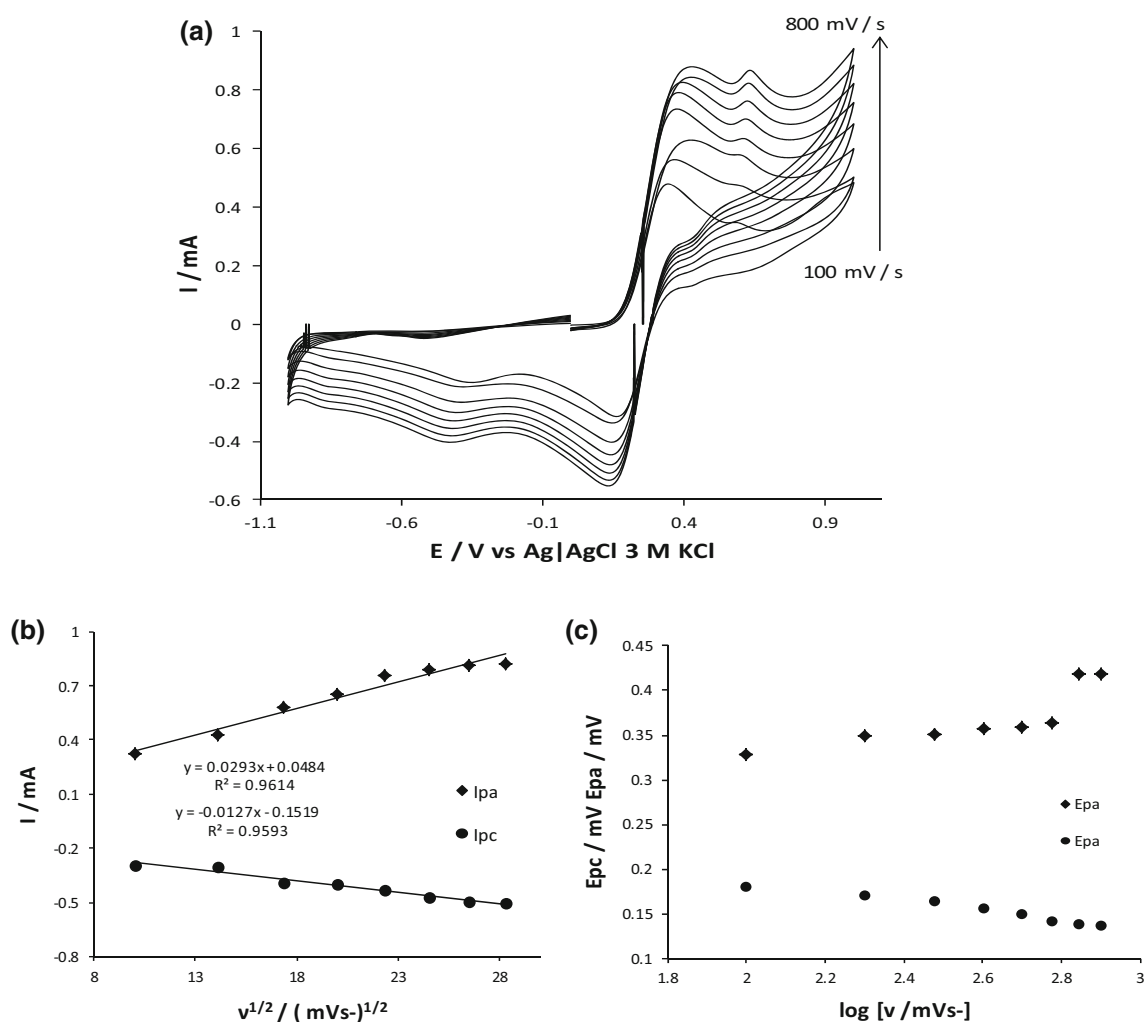 (a)
800 mV / s
1
0.8
0.6
0.4
0.2
0
-0.2
-0.4
-0.6
I / mA
100 mV / s
-1.1
-0.6
-0.1
0.4
0.9
E / V vs Ag|AgCl 3 M KCl
(b)
1
0.7
0.4
0.1
-0.2
-0.5
-0.8
I / mA
y = 0.0293x + 0.0484
R² = 0.9614
y = -0.0127x - 0.1519
R² = 0.9593
Ipa
Ipc
8
13
18
23
28
ν^1/2 / ( mVs-)^1/2
(c)
0.45
0.4
0.35
0.3
0.25
0.2
0.15
0.1
Epc / mV Epa / mV
Epa
Epa
1.8
2
2.2
2.4
2.6
2.8
3
log [v /mVs-]